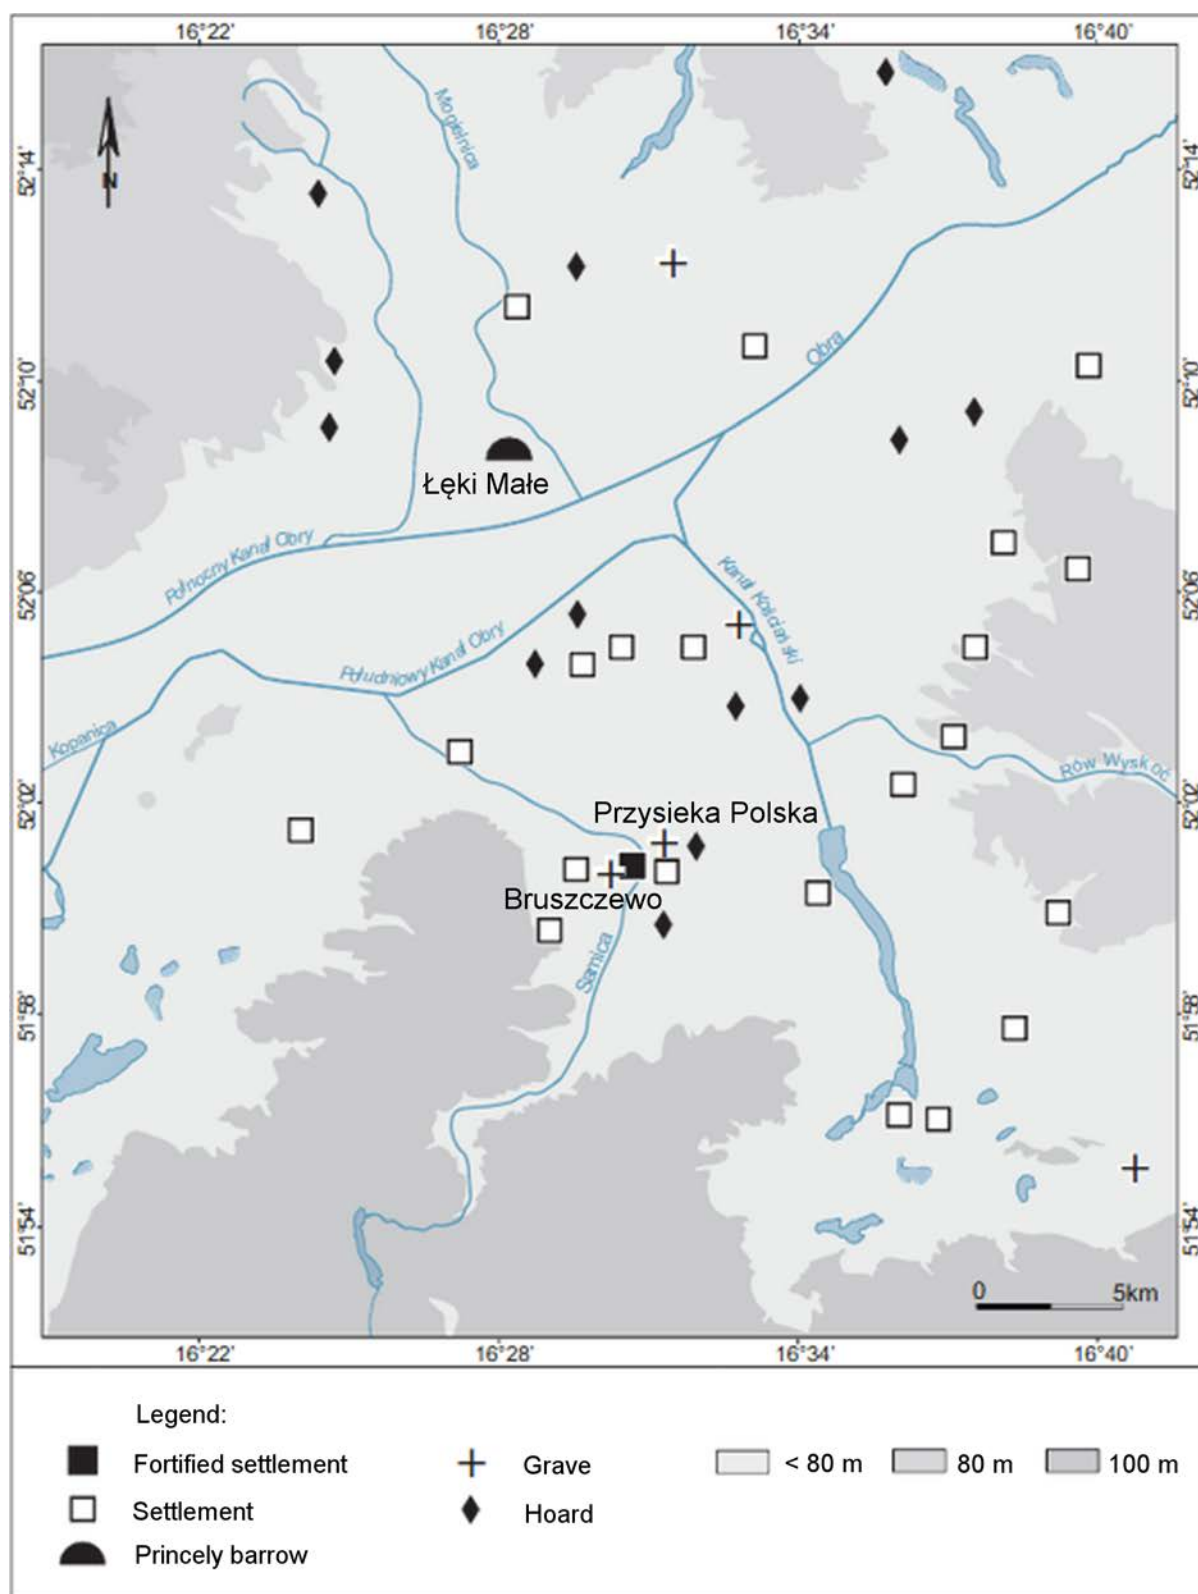 16°22' 16°28' 16°34' 16°40'
Mogielnica
52°14' 52°14'
N
Obra
52°10' 52°10'
Łęki Małe
Północny Kanał Obry
Kanał Kościański
52°06' 52°06'
Południowy Kanał Obry
Kopanica
Rów Wyskoć
52°02' 52°02'
Przysieka Polska
Bruszczewo
Samica
51°58' 51°58'
51°54' 51°54'
0 5km
16°22' 16°28' 16°34' 16°40'
Legend:
Fortified settlement Grave < 80 m 80 m 100 m
Settlement Hoard
Princely barrow